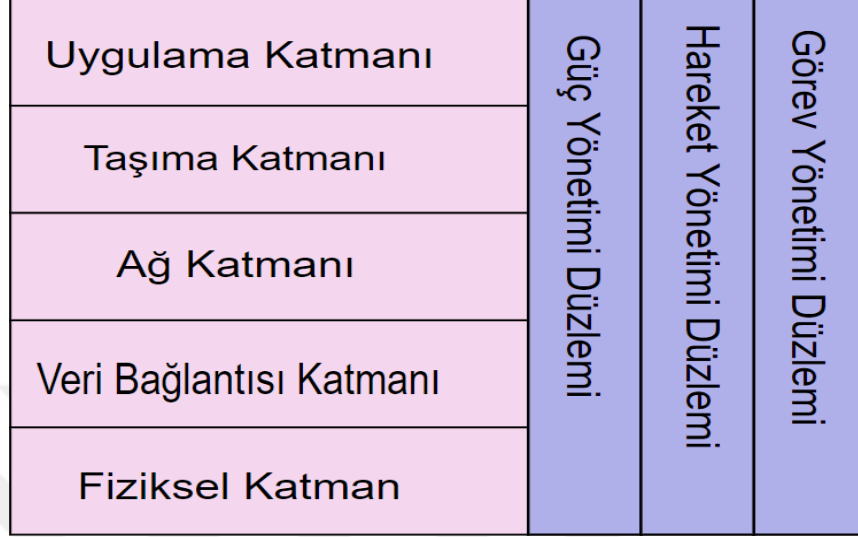 Uygulama Katmanı
Taşıma Katmanı
Ağ Katmanı
Veri Bağlantısı Katmanı
Fiziksel Katman
Güç Yönetimi Düzlemi
Hareket Yönetimi Düzlemi
Görev Yönetimi Düzlemi